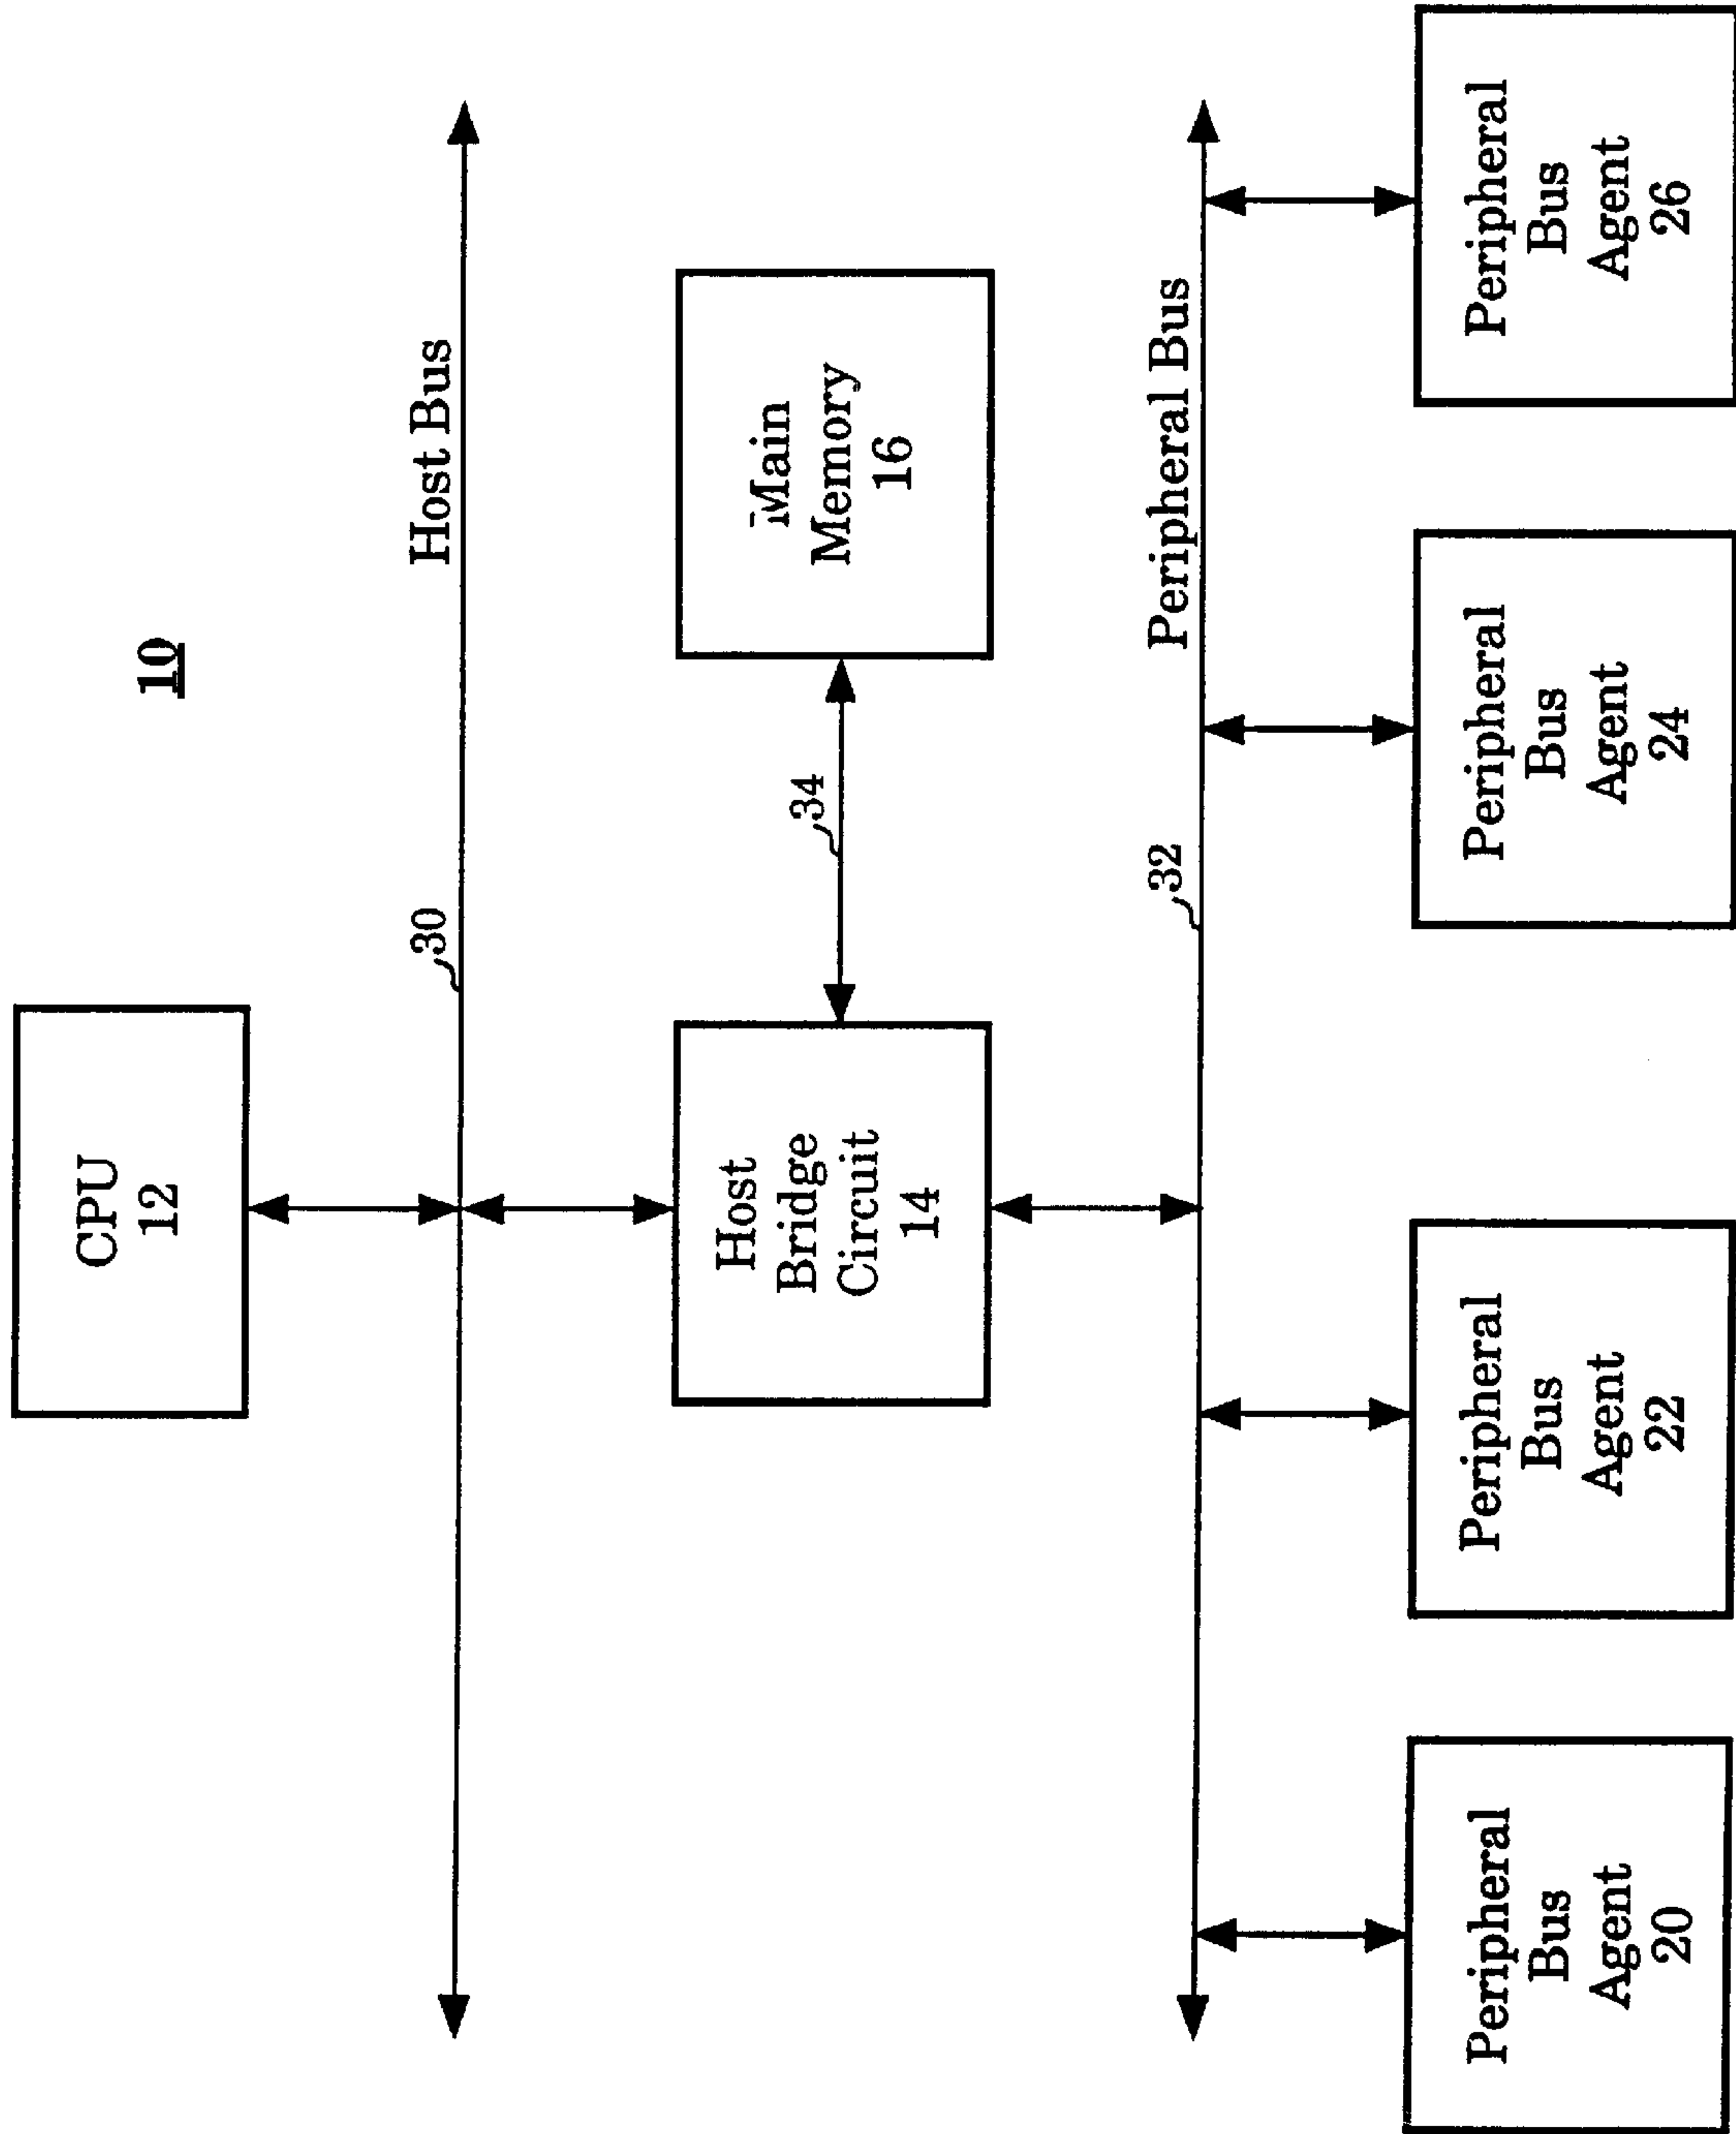 10
CPU
12
30
Host Bus
Host
Bridge
Circuit
14
34
Main
Memory
16
32
Peripheral Bus
Peripheral
Bus
Agent
20
Peripheral
Bus
Agent
22
Peripheral
Bus
Agent
24
Peripheral
Bus
Agent
26